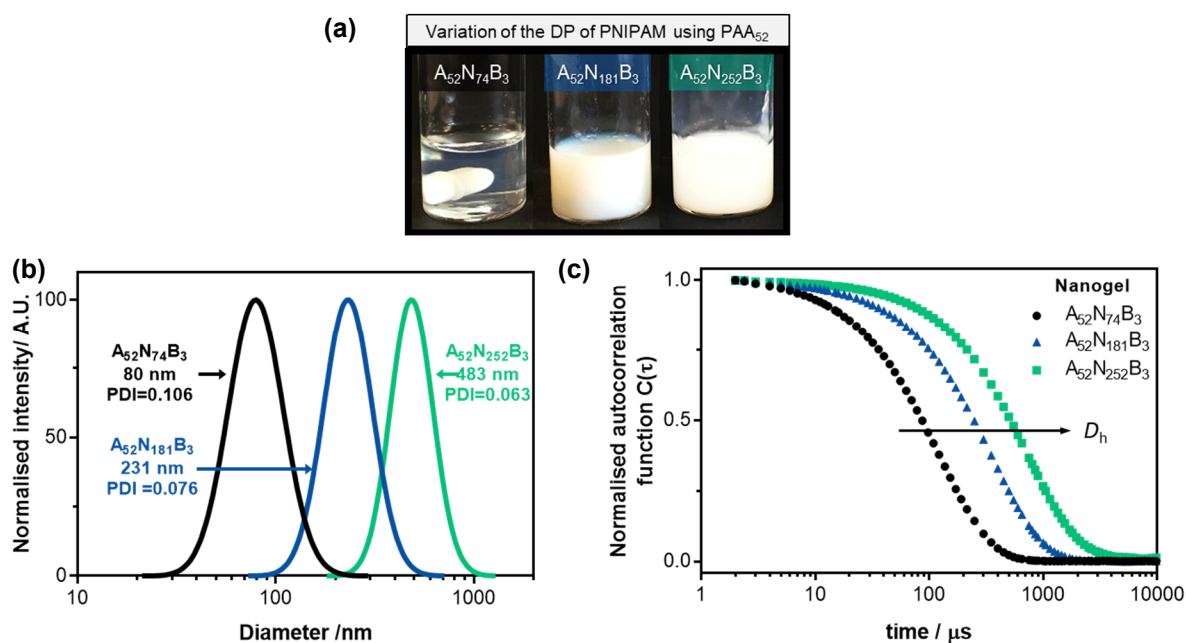 (a)
Variation of the DP of PNIPAM using PAA₅₂
A₅₂N₇₄B₃
A₅₂N₁₈₁B₃
A₅₂N₂₅₂B₃
(b)
Normalised intensity/ A.U.
100
50
0
A₅₂N₇₄B₃
80 nm
PDI=0.106
A₅₂N₁₈₁B₃
231 nm
PDI =0.076
A₅₂N₂₅₂B₃
483 nm
PDI=0.063
10
100
1000
Diameter /nm
(c)
Normalised autocorrelation
function C(τ)
1.0
0.5
0.0
Nanogel
A₅₂N₇₄B₃
A₅₂N₁₈₁B₃
A₅₂N₂₅₂B₃
Dₕ
1
10
100
1000
10000
time / μs